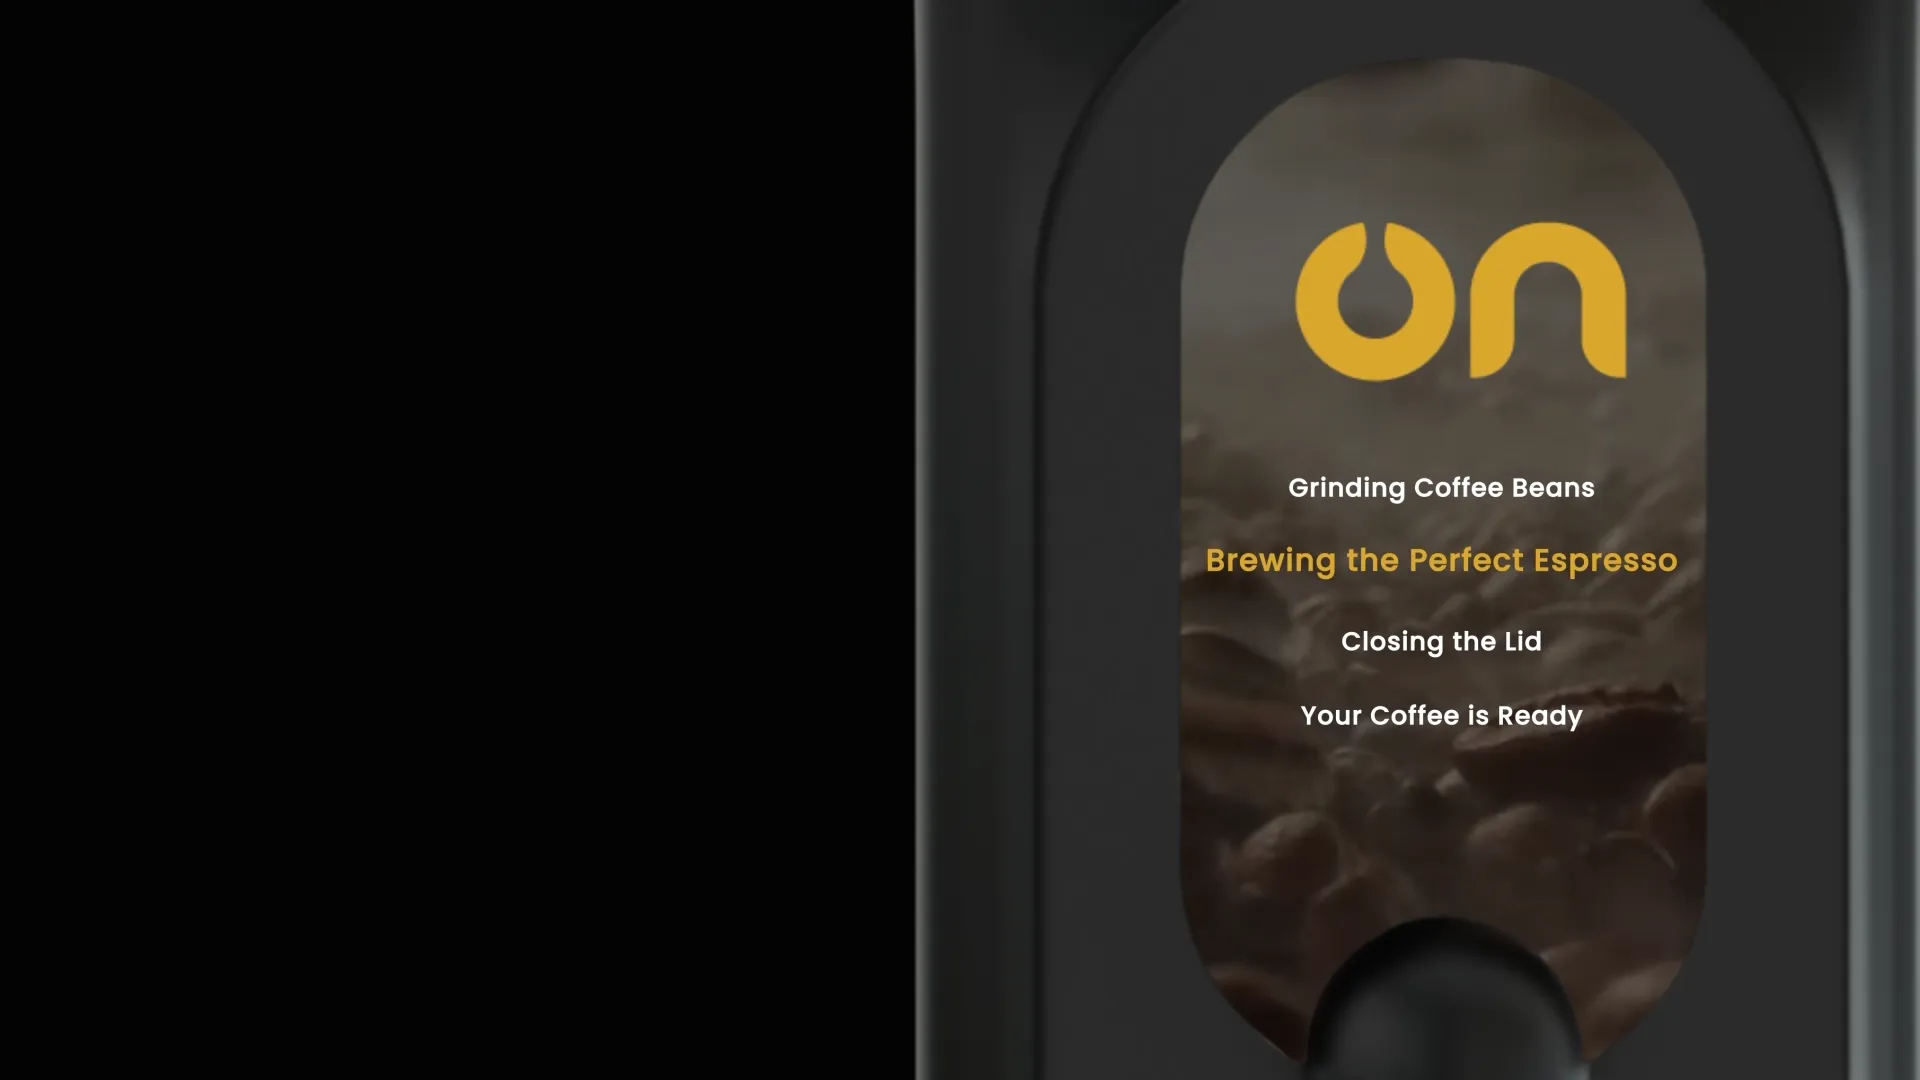 on
Grinding Coffee Beans
Brewing the Perfect Espresso
Closing the Lid
Your Coffee is Ready